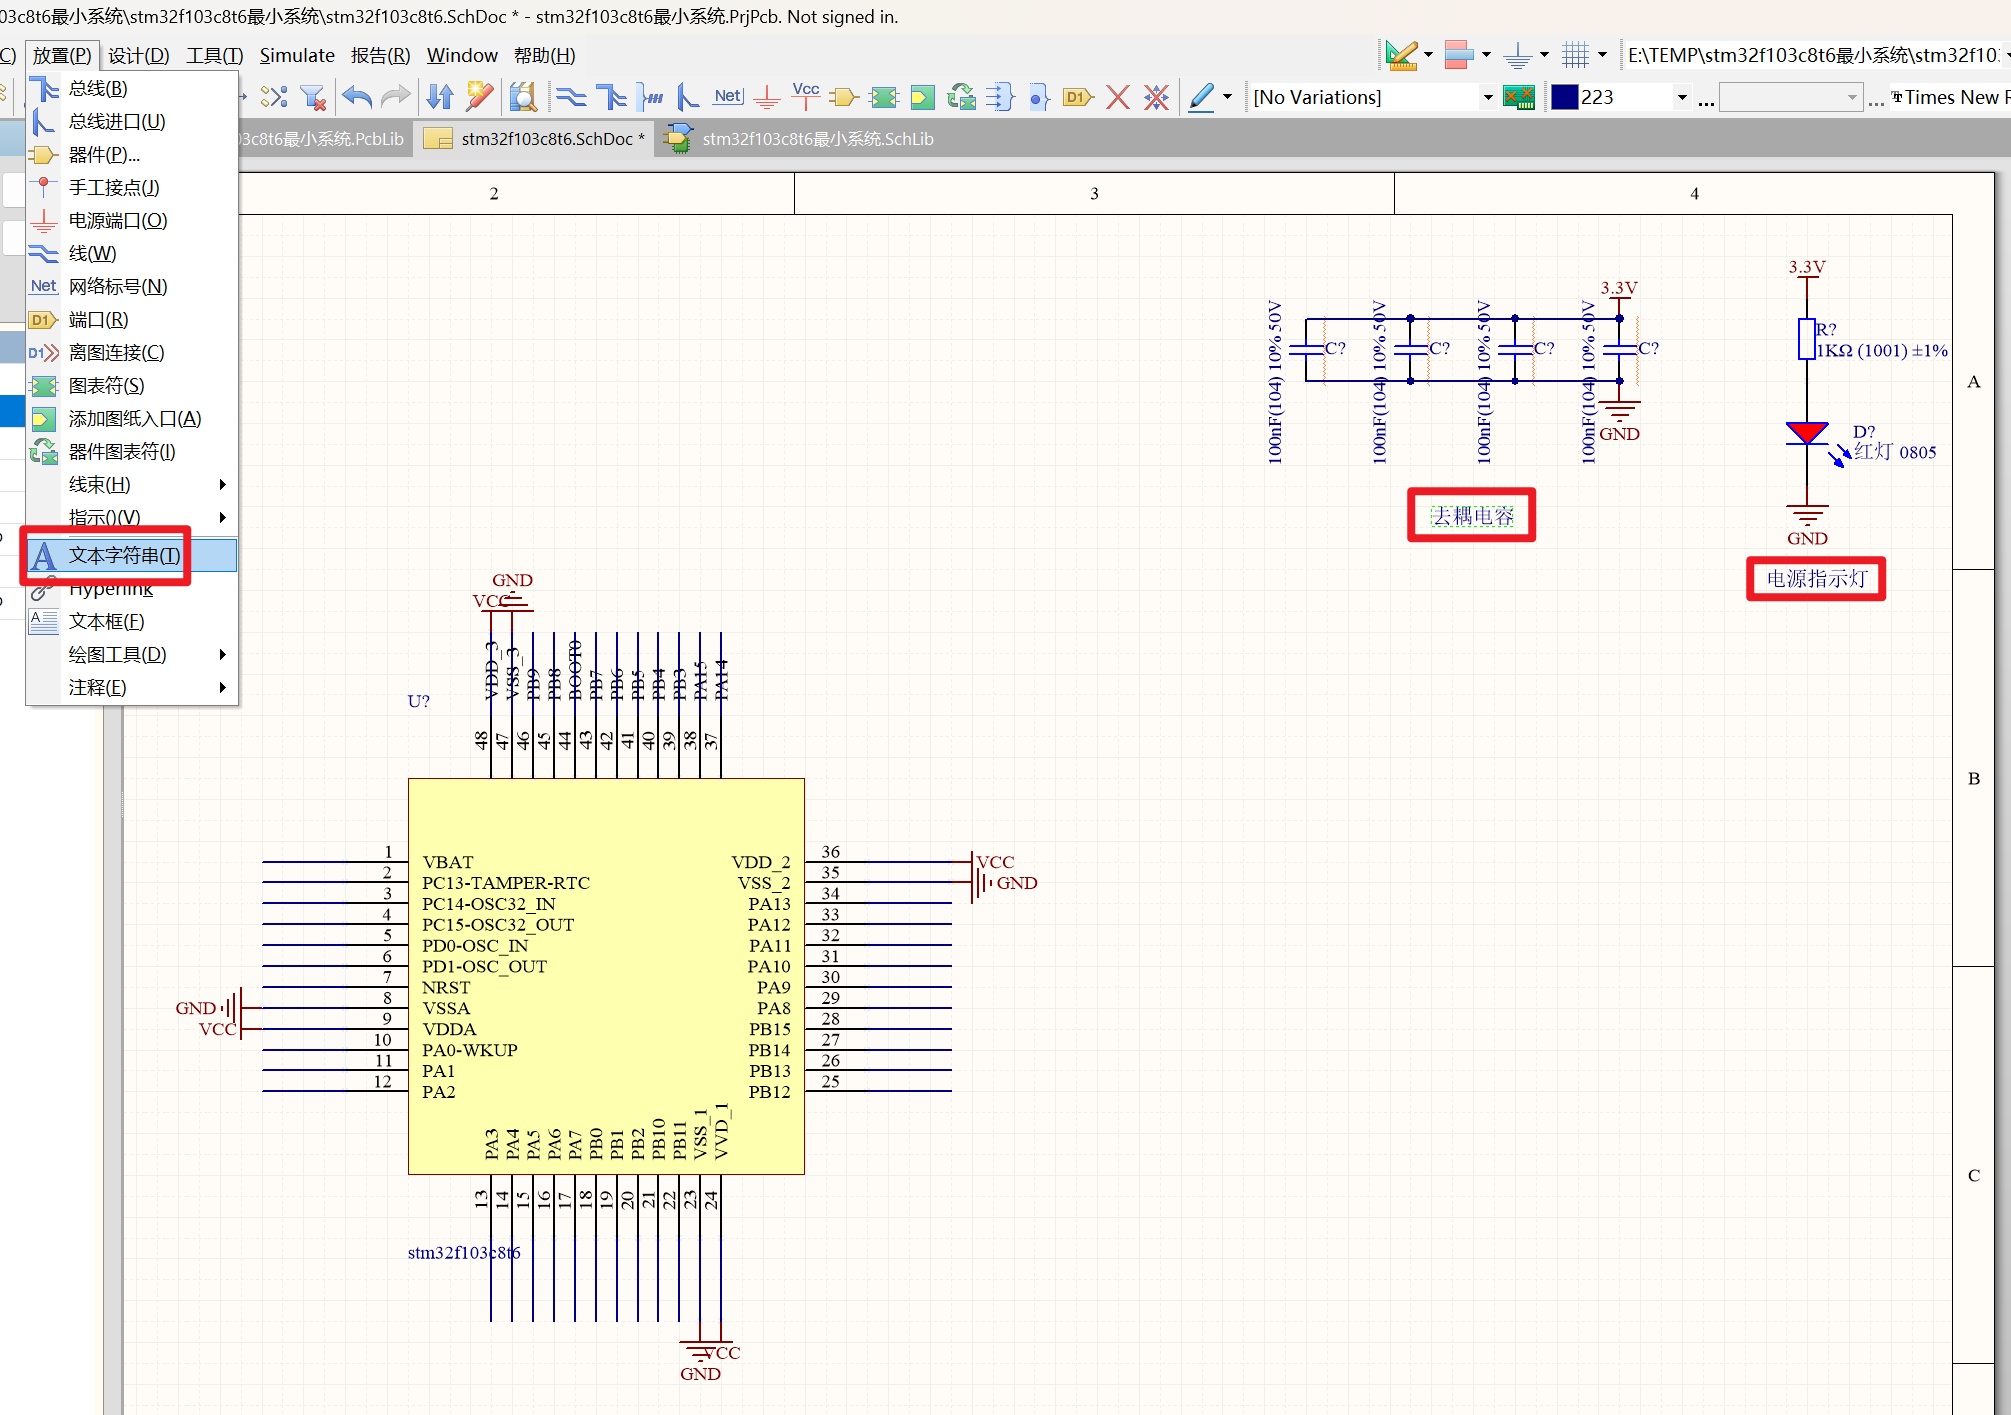 03c8t6最小系统\stm32f103c8t6最小系统\stm32f103c8t6.SchDoc * - stm32f103c8t6最小系统.PrjPcb. Not signed in.
C) 放置(P) 设计(D) 工具(T) Simulate 报告(R) Window 帮助(H)
E:\TEMP\stm32f103c8t6最小系统\stm32f10
Net Vcc D1 [No Variations] 223 ... ... Times New R
03c8t6最小系统.PcbLib stm32f103c8t6.SchDoc * stm32f103c8t6最小系统.SchLib
总线(B)
总线进口(U)
器件(P)...
手工接点(J)
电源端口(O)
线(W)
Net 网络标号(N)
D1 端口(R)
D1 离图连接(C)
图表符(S)
添加图纸入口(A)
器件图表符(I)
线束(H)
指示()(V)
A 文本字符串(T)
Hyperlink
A 文本框(F)
绘图工具(D)
注释(E)
2 3 4
A
B
C
3.3V
C?
100nF(104) 10% 50V
C?
100nF(104) 10% 50V
C?
100nF(104) 10% 50V
C?
100nF(104) 10% 50V
GND
去耦电容
3.3V
R?
1KΩ (1001) ±1%
D?
红灯 0805
GND
电源指示灯
GND
VCC
U?
VDD_3
VSS_3
PB9
PB8
BOOT0
PB7
PB6
PB5
PB4
PB3
PA15
PA14
48
47
46
45
44
43
42
41
40
39
38
37
1 VBAT
2 PC13-TAMPER-RTC
3 PC14-OSC32_IN
4 PC15-OSC32_OUT
5 PD0-OSC_IN
6 PD1-OSC_OUT
7 NRST
GND 8 VSSA
VCC 9 VDDA
10 PA0-WKUP
11 PA1
12 PA2
VDD_2 36 VCC
VSS_2 35 GND
PA13 34
PA12 33
PA11 32
PA10 31
PA9 30
PA8 29
PB15 28
PB14 27
PB13 26
PB12 25
PA3
PA4
PA5
PA6
PA7
PB0
PB1
PB2
PB10
PB11
VSS_1
VVD_1
13
14
15
16
17
18
19
20
21
22
23
24
stm32f103c8t6
VCC
GND